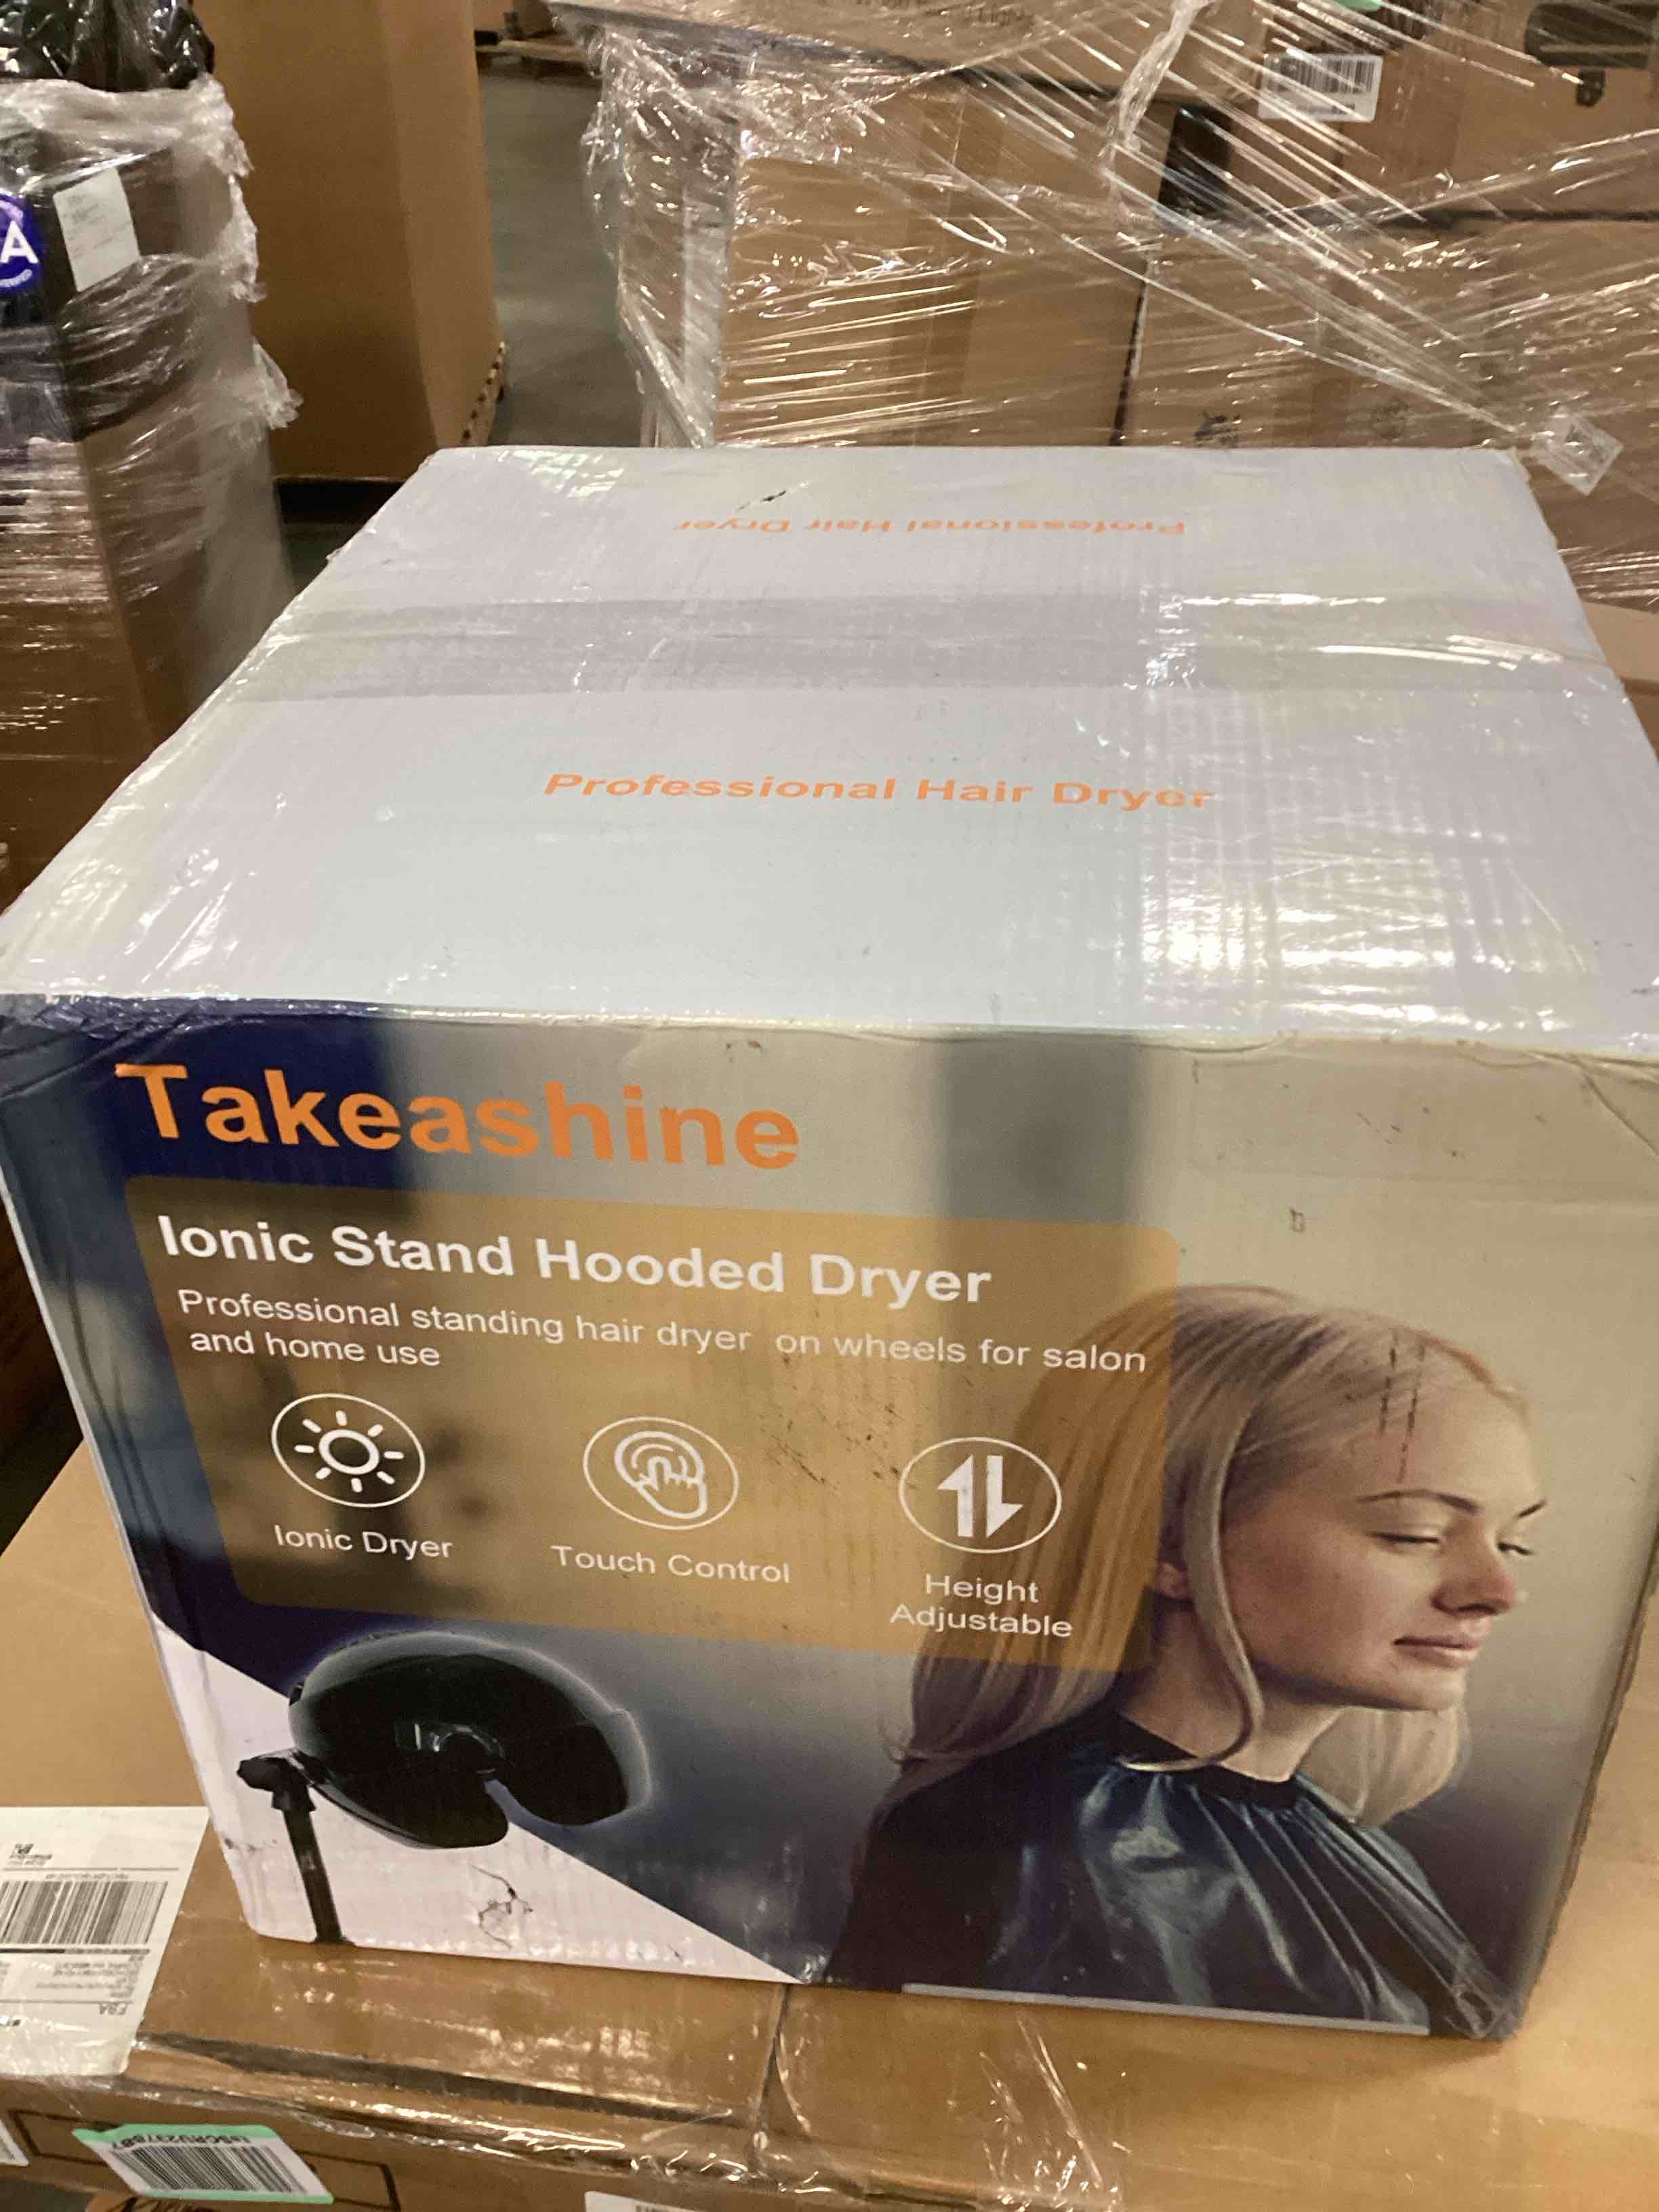 A
Professional Hair Dryer
Professional Hair Dryer
Takeashine
Ionic Stand Hooded Dryer
Professional standing hair dryer on wheels for salon
and home use
Ionic Dryer
Touch Control
Height
Adjustable
FBA